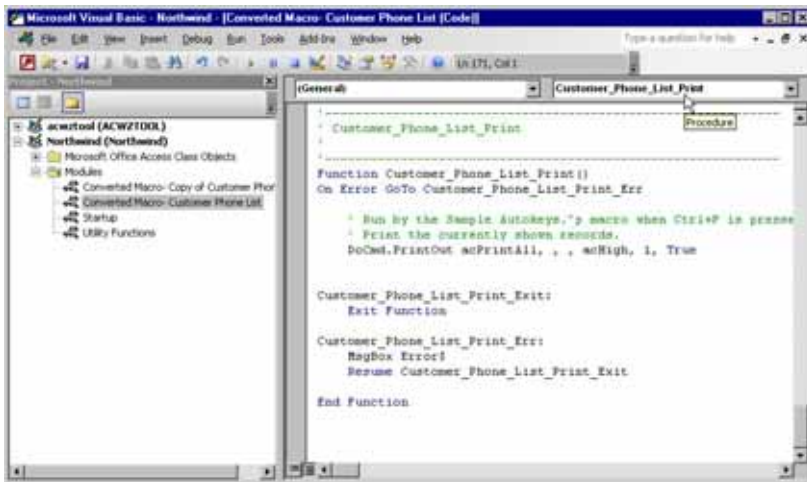 Microsoft Visual Basic - Northwind - [Converted Macro- Customer Phone List (Code)]
File Edit View Insert Debug Run Tools Add-Ins Window Help
Type a question for help
Ln 171, Col 1
Project - Northwind
(General)
Customer_Phone_List_Print
Procedure
acwztool (ACWZTOOL)
Northwind (Northwind)
Microsoft Office Access Class Objects
Modules
Converted Macro- Copy of Customer Phor
Converted Macro- Customer Phone List
Startup
Utility Functions
'------------------------------------------------------------
' Customer_Phone_List_Print
'
'------------------------------------------------------------
Function Customer_Phone_List_Print()
On Error GoTo Customer_Phone_List_Print_Err
' Run by the Sample Autokeys.^p macro when Ctrl+P is presse
' Print the currently shown records.
DoCmd.PrintOut acPrintAll, , , acHigh, 1, True
Customer_Phone_List_Print_Exit:
Exit Function
Customer_Phone_List_Print_Err:
MsgBox Error$
Resume Customer_Phone_List_Print_Exit
End Function